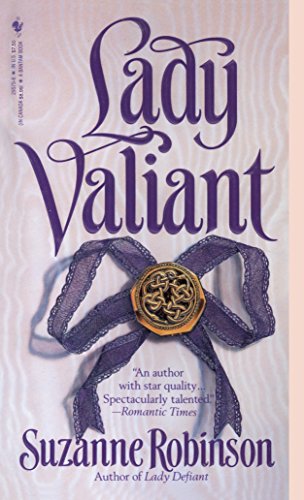 Lady
Valiant
"An author
with star quality...
Spectacularly talented."
—Romantic Times
Suzanne Robinson
Author of Lady Defiant